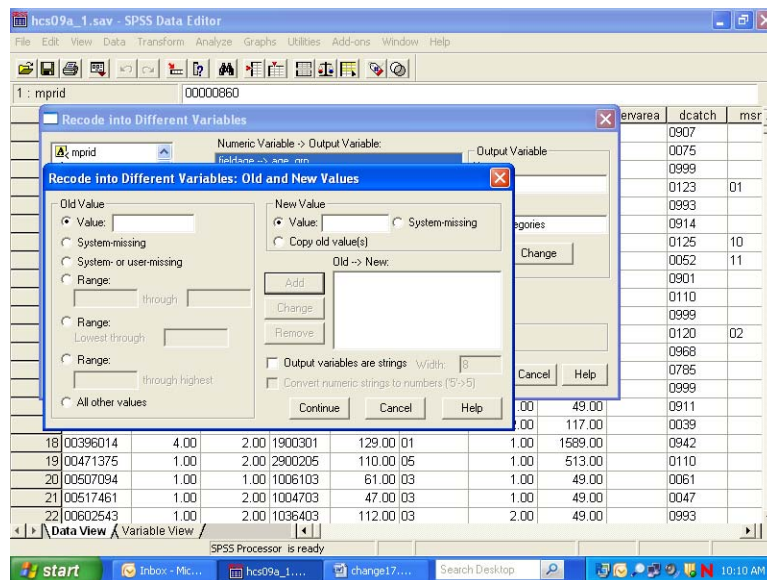 hcs09a_1.sav - SPSS Data Editor
File Edit View Data Transform Analyze Graphs Utilities Add-ons Window Help
1 : mprid 00000860
Recode into Different Variables
ervarea dcatch msr
mprid
Numeric Variable -> Output Variable:
Output Variable
fieldage --> age_grp
0907
0075
0999
0123 01
0993
0914
0125 10
0052 11
0901
0110
0999
0120 02
0968
0785
0999
egories
Change
Cancel Help
Recode into Different Variables: Old and New Values
Old Value
Value:
System-missing
System- or user-missing
Range:
through
Range:
Lowest through
Range:
through highest
All other values
New Value
Value: System-missing
Copy old value(s)
Old --> New:
Add
Change
Remove
Output variables are strings Width: 8
Convert numeric strings to numbers ('5'->5)
Continue Cancel Help
.00 49.00 0911
.00 117.00 0039
18 00396014 4.00 2.00 1900301 129.00 01 1.00 1589.00 0942
19 00471375 1.00 2.00 2900205 110.00 05 1.00 513.00 0110
20 00507094 1.00 1.00 1006103 61.00 03 1.00 49.00 0061
21 00517461 1.00 2.00 1004703 47.00 03 1.00 49.00 0047
22 00602543 1.00 2.00 1036403 112.00 03 2.00 49.00 0993
Data View Variable View
SPSS Processor is ready
start Inbox - Mic... hcs09a_1.... change17.... Search Desktop 10:10 AM